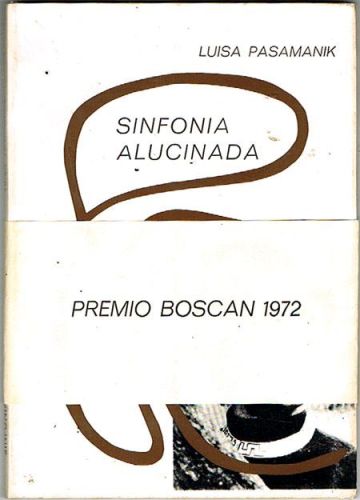 LUISA PASAMANIK
SINFONIA
ALUCINADA
PREMIO BOSCAN 1972